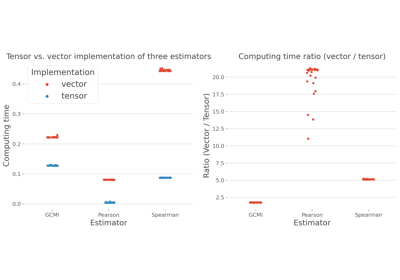 Tensor vs. vector implementation of three estimators
Implementation
vector
tensor
Computing time
0.4
0.3
0.2
0.1
0.0
GCMI
Pearson
Spearman
Estimator
Computing time ratio (vector / tensor)
Ratio (Vector / Tensor)
20.0
17.5
15.0
12.5
10.0
7.5
5.0
2.5
GCMI
Pearson
Spearman
Estimator